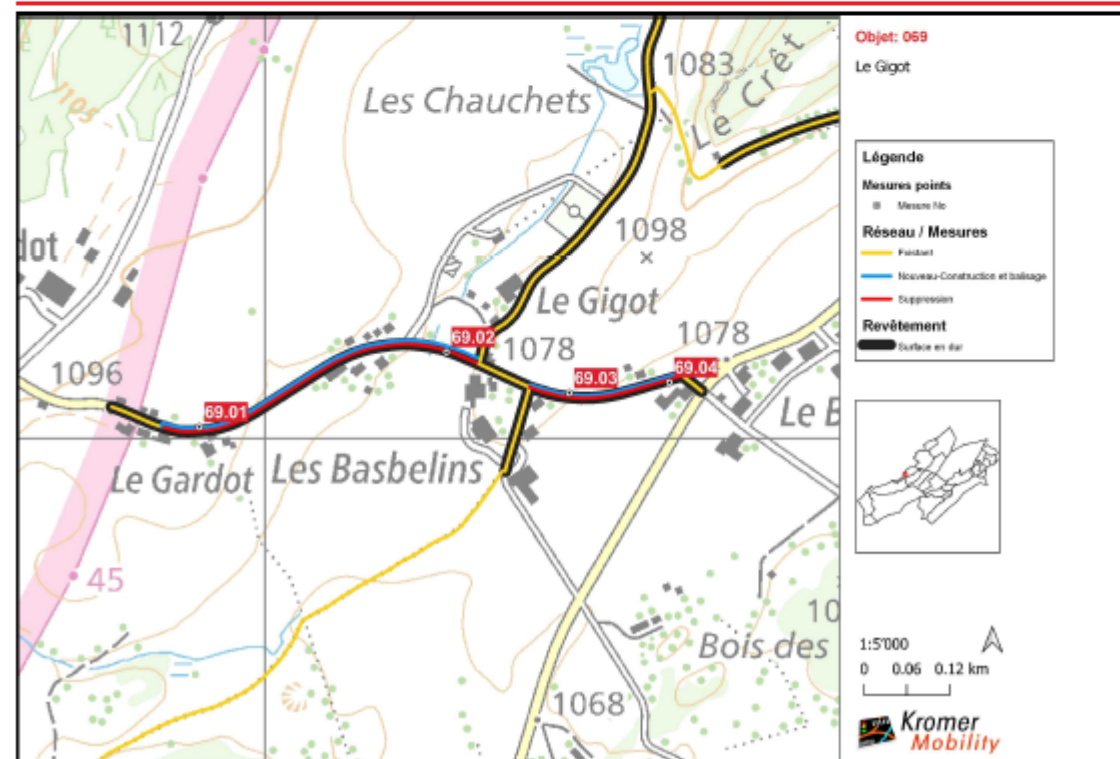 1112
1105
1083
Le Crêt
Les Chauchets
1098
dot
Le Gigot
69.02
1078
1078
1096
69.03
69.04
69.01
Le B
Le Gardot
Les Basbelins
45
10
Bois des
1068
Objet: 069
Le Gigot
Légende
Mesures points
Mesure No
Réseau / Mesures
Existant
Nouveau-Construction et balisage
Suppression
Revêtement
Surface en dur
1:5'000
0 0.06 0.12 km
Kromer
Mobility